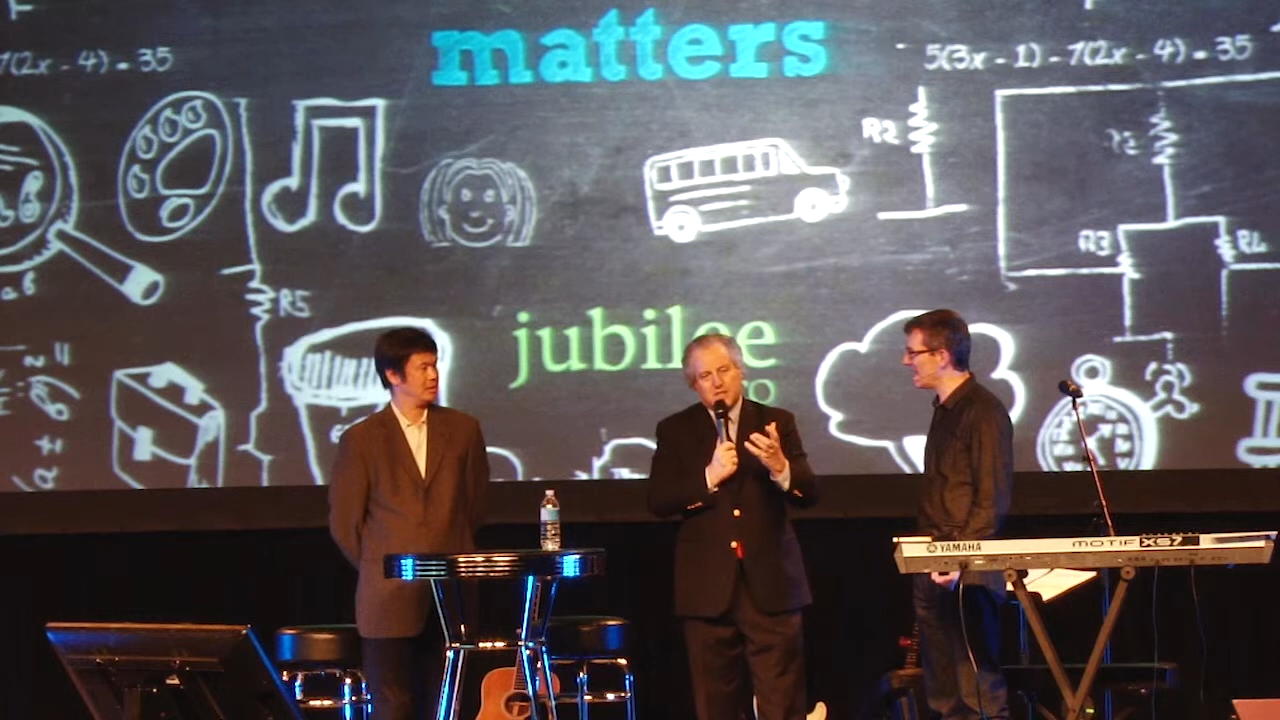 matters
7(2x - 4) = 35
5(3x - 1) - 7(2x - 4) = 35
R2
R3
R4
R5
jubilee
YAMAHA
MOTIF XS7